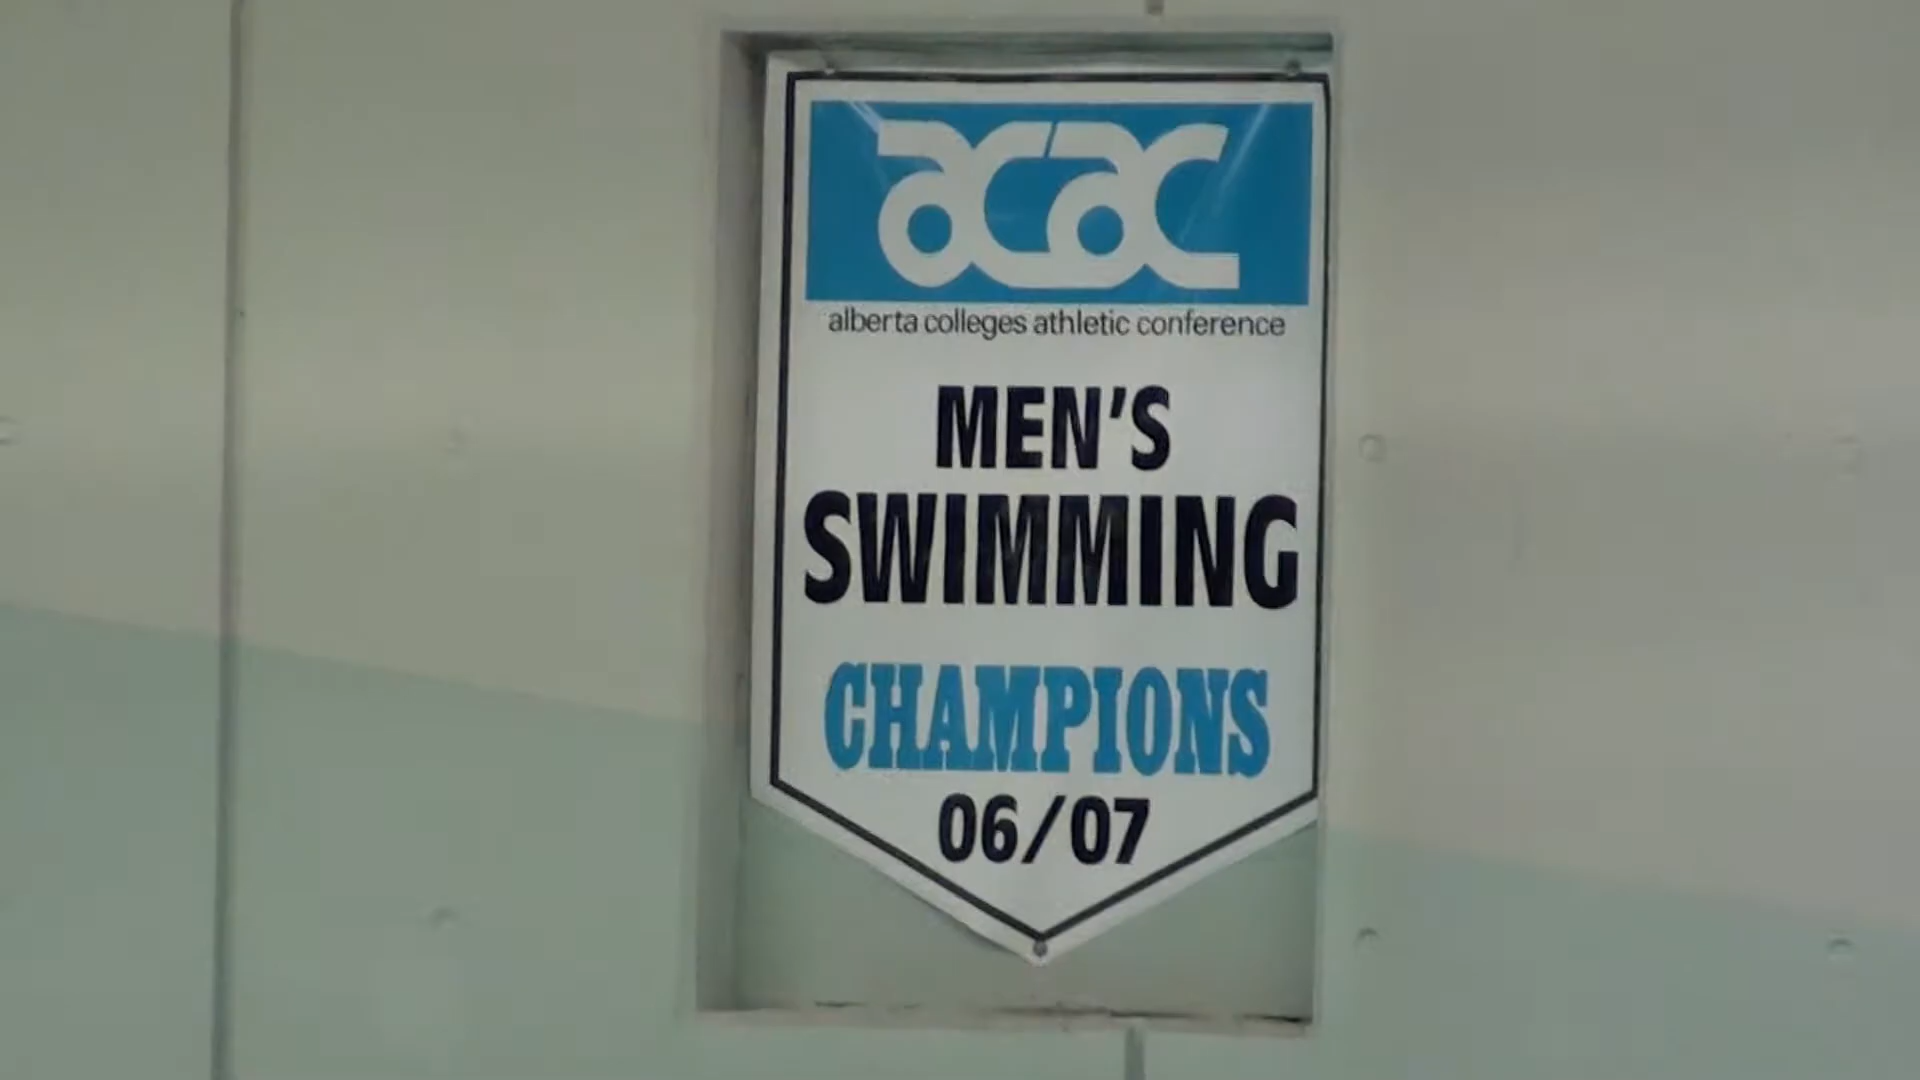 acac
alberta colleges athletic conference
MEN'S
SWIMMING
CHAMPIONS
06/07